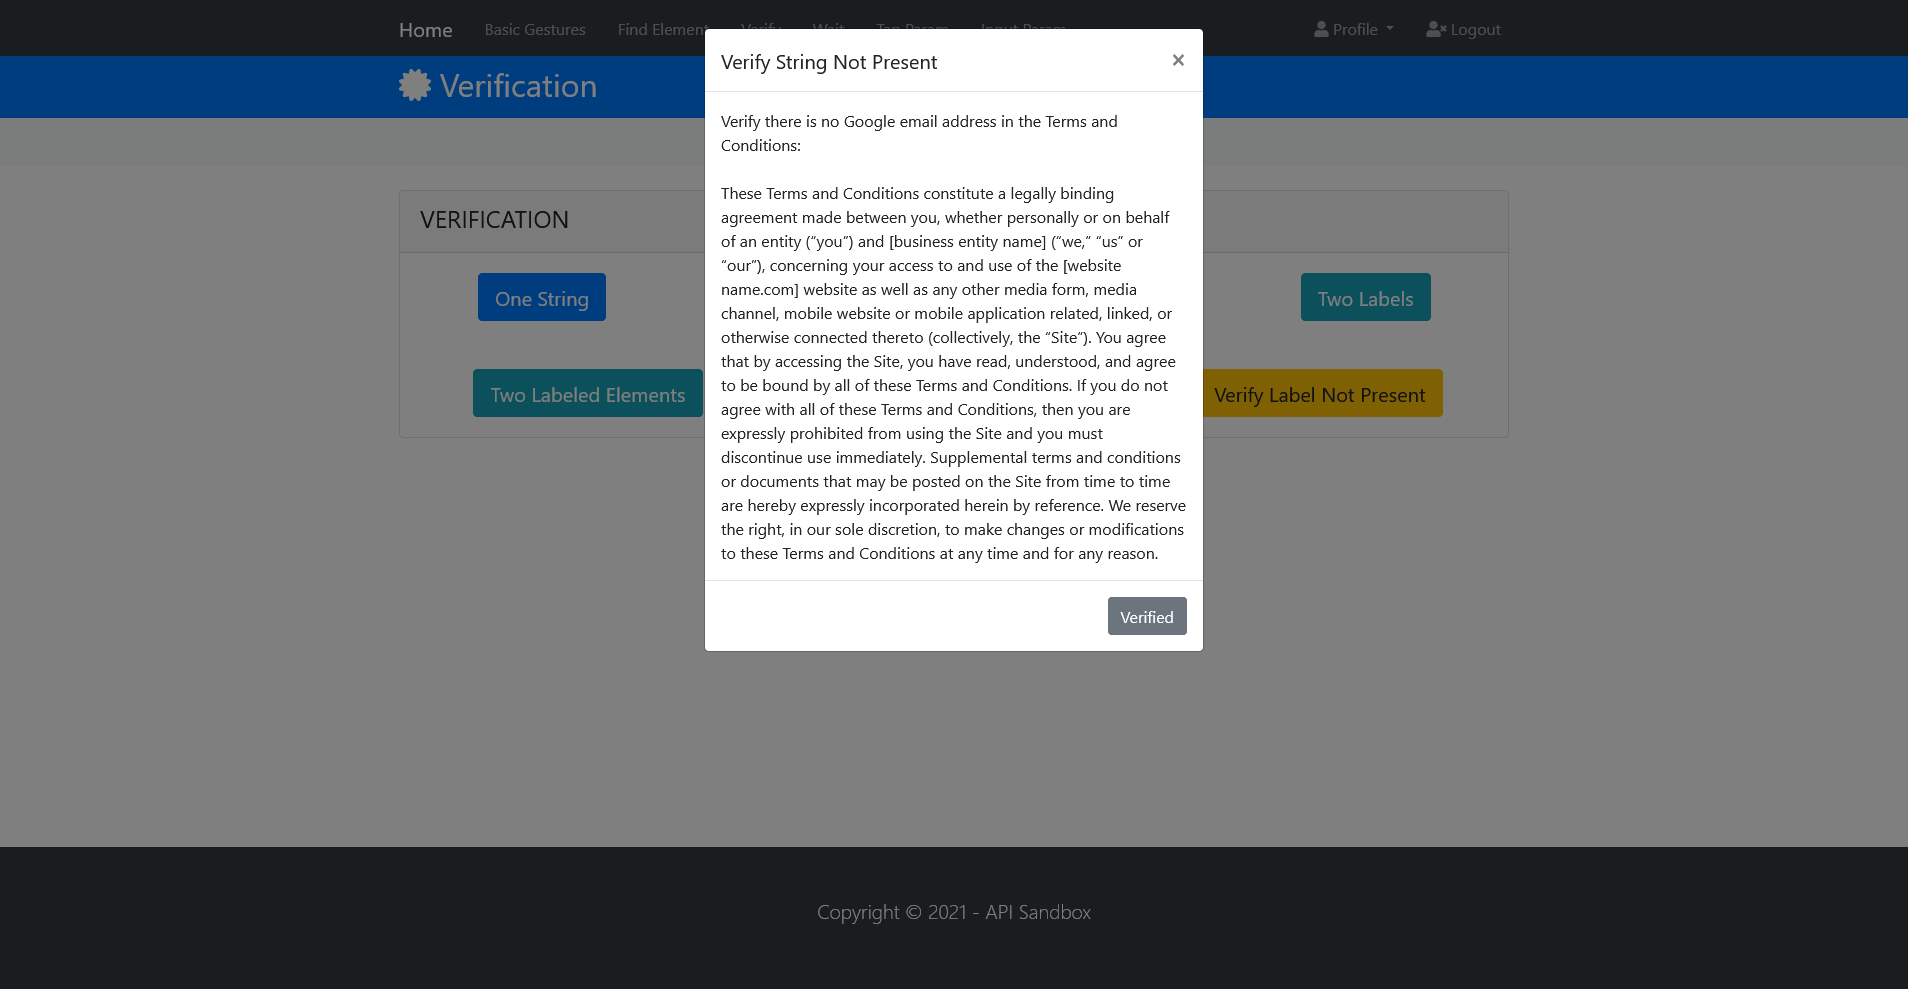 Home Basic Gestures Find Element Verify Wait Tap Param Input Param Profile Logout
Verification
Verify String Not Present ×
Verify there is no Google email address in the Terms and
Conditions:
These Terms and Conditions constitute a legally binding
agreement made between you, whether personally or on behalf
of an entity (“you”) and [business entity name] (“we,” “us” or
“our”), concerning your access to and use of the [website
name.com] website as well as any other media form, media
channel, mobile website or mobile application related, linked, or
otherwise connected thereto (collectively, the “Site”). You agree
that by accessing the Site, you have read, understood, and agree
to be bound by all of these Terms and Conditions. If you do not
agree with all of these Terms and Conditions, then you are
expressly prohibited from using the Site and you must
discontinue use immediately. Supplemental terms and conditions
or documents that may be posted on the Site from time to time
are hereby expressly incorporated herein by reference. We reserve
the right, in our sole discretion, to make changes or modifications
to these Terms and Conditions at any time and for any reason.
Verified
VERIFICATION
One String Two Labels
Two Labeled Elements Verify Label Not Present
Copyright © 2021 - API Sandbox